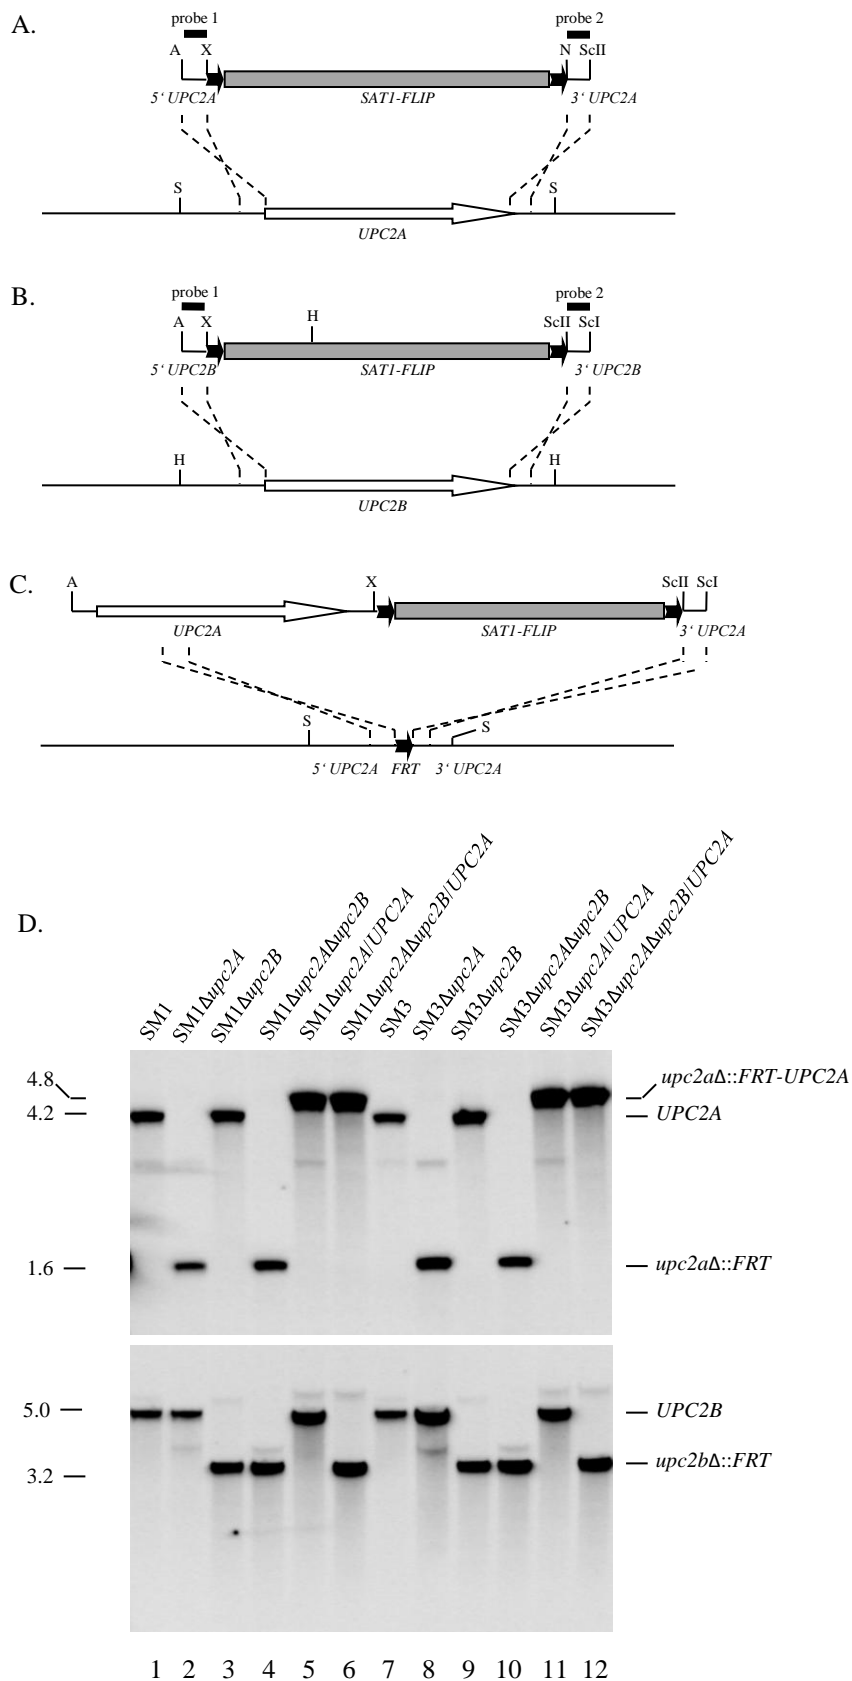 A.
probe 1 probe 2
A X N ScII
5‘ UPC2A SAT1-FLIP 3‘ UPC2A
S S
UPC2A
B.
probe 1 probe 2
A X H ScII ScI
5‘ UPC2B SAT1-FLIP 3‘ UPC2B
H H
UPC2B
C.
A X ScII ScI
UPC2A SAT1-FLIP 3‘ UPC2A
S S
5‘ UPC2A FRT 3‘ UPC2A
D.
SM1
SM1Δupc2A
SM1Δupc2B
SM1Δupc2AΔupc2B
SM1Δupc2A/UPC2A
SM1Δupc2AΔupc2B/UPC2A
SM3
SM3Δupc2A
SM3Δupc2B
SM3Δupc2AΔupc2B
SM3Δupc2A/UPC2A
SM3Δupc2AΔupc2B/UPC2A
4.8 upc2aΔ::FRT-UPC2A
4.2 UPC2A
1.6 upc2aΔ::FRT
5.0 UPC2B
3.2 upc2bΔ::FRT
1 2 3 4 5 6 7 8 9 10 11 12